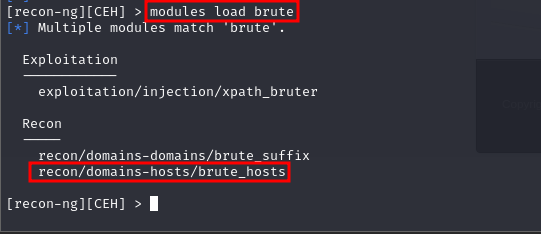 [recon-ng][CEH] > modules load brute
[*] Multiple modules match 'brute'.
Exploitation
------------
exploitation/injection/xpath_bruter
Recon
-----
recon/domains-domains/brute_suffix
recon/domains-hosts/brute_hosts
[recon-ng][CEH] >